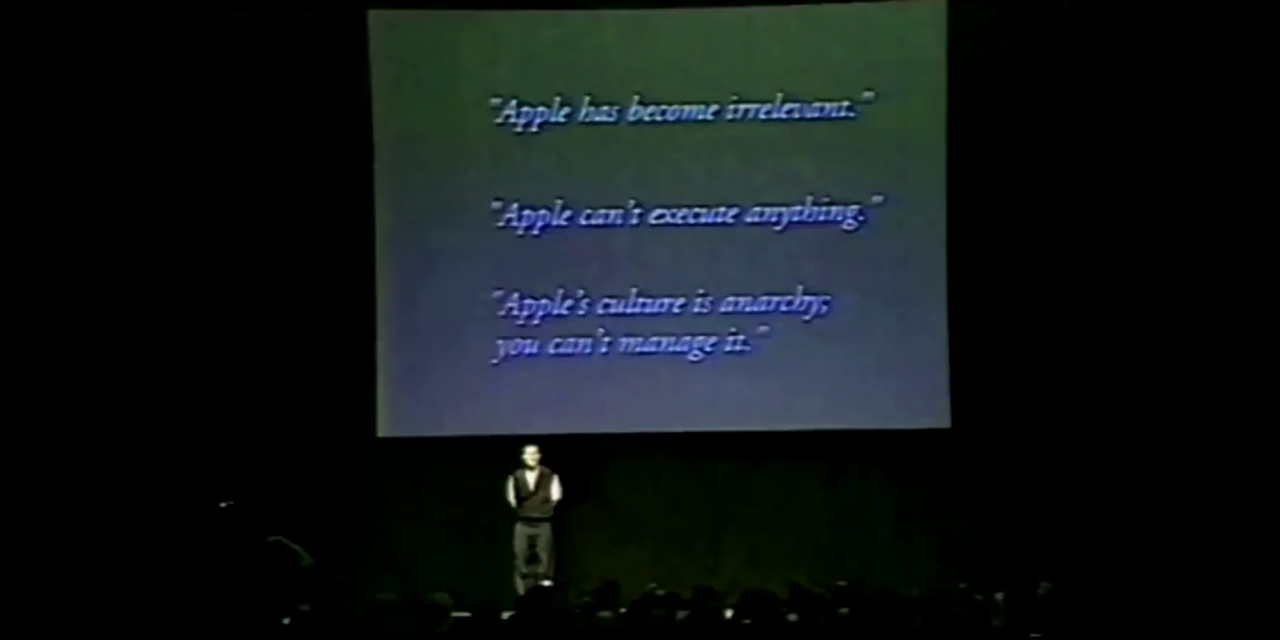 "Apple has become irrelevant."
"Apple can't execute anything."
"Apple's culture is anarchy;
you can't manage it."